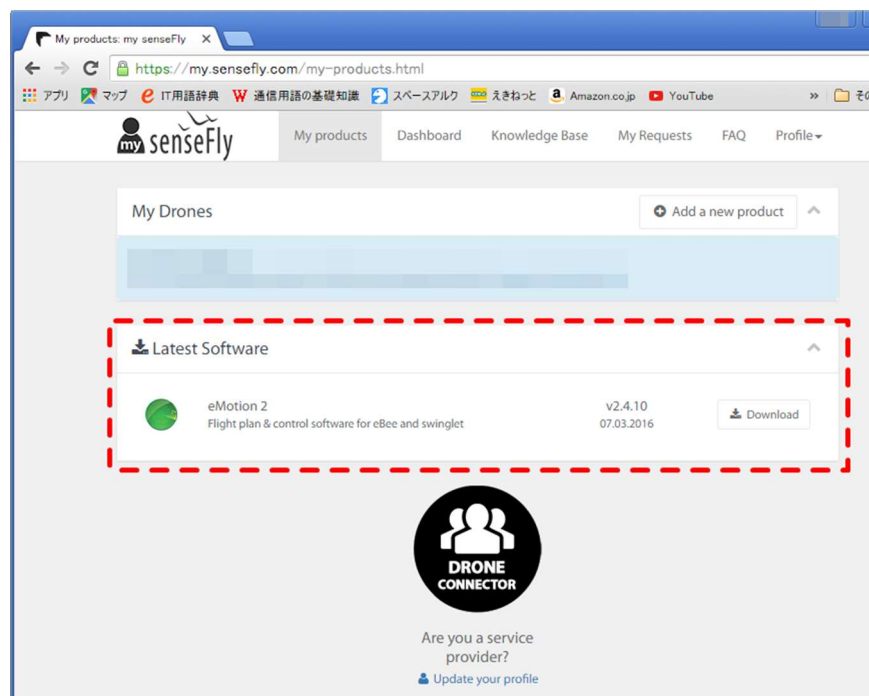 My products: my senseFly
https://my.sensefly.com/my-products.html
アプリ マップ IT用語辞典 通信用語の基礎知識 スペースアルク えきねっと Amazon.co.jp YouTube » その
my senseFly My products Dashboard Knowledge Base My Requests FAQ Profile
My Drones Add a new product
Latest Software
eMotion 2 v2.4.10 Download
Flight plan & control software for eBee and swinglet 07.03.2016
DRONE
CONNECTOR
Are you a service
provider?
Update your profile